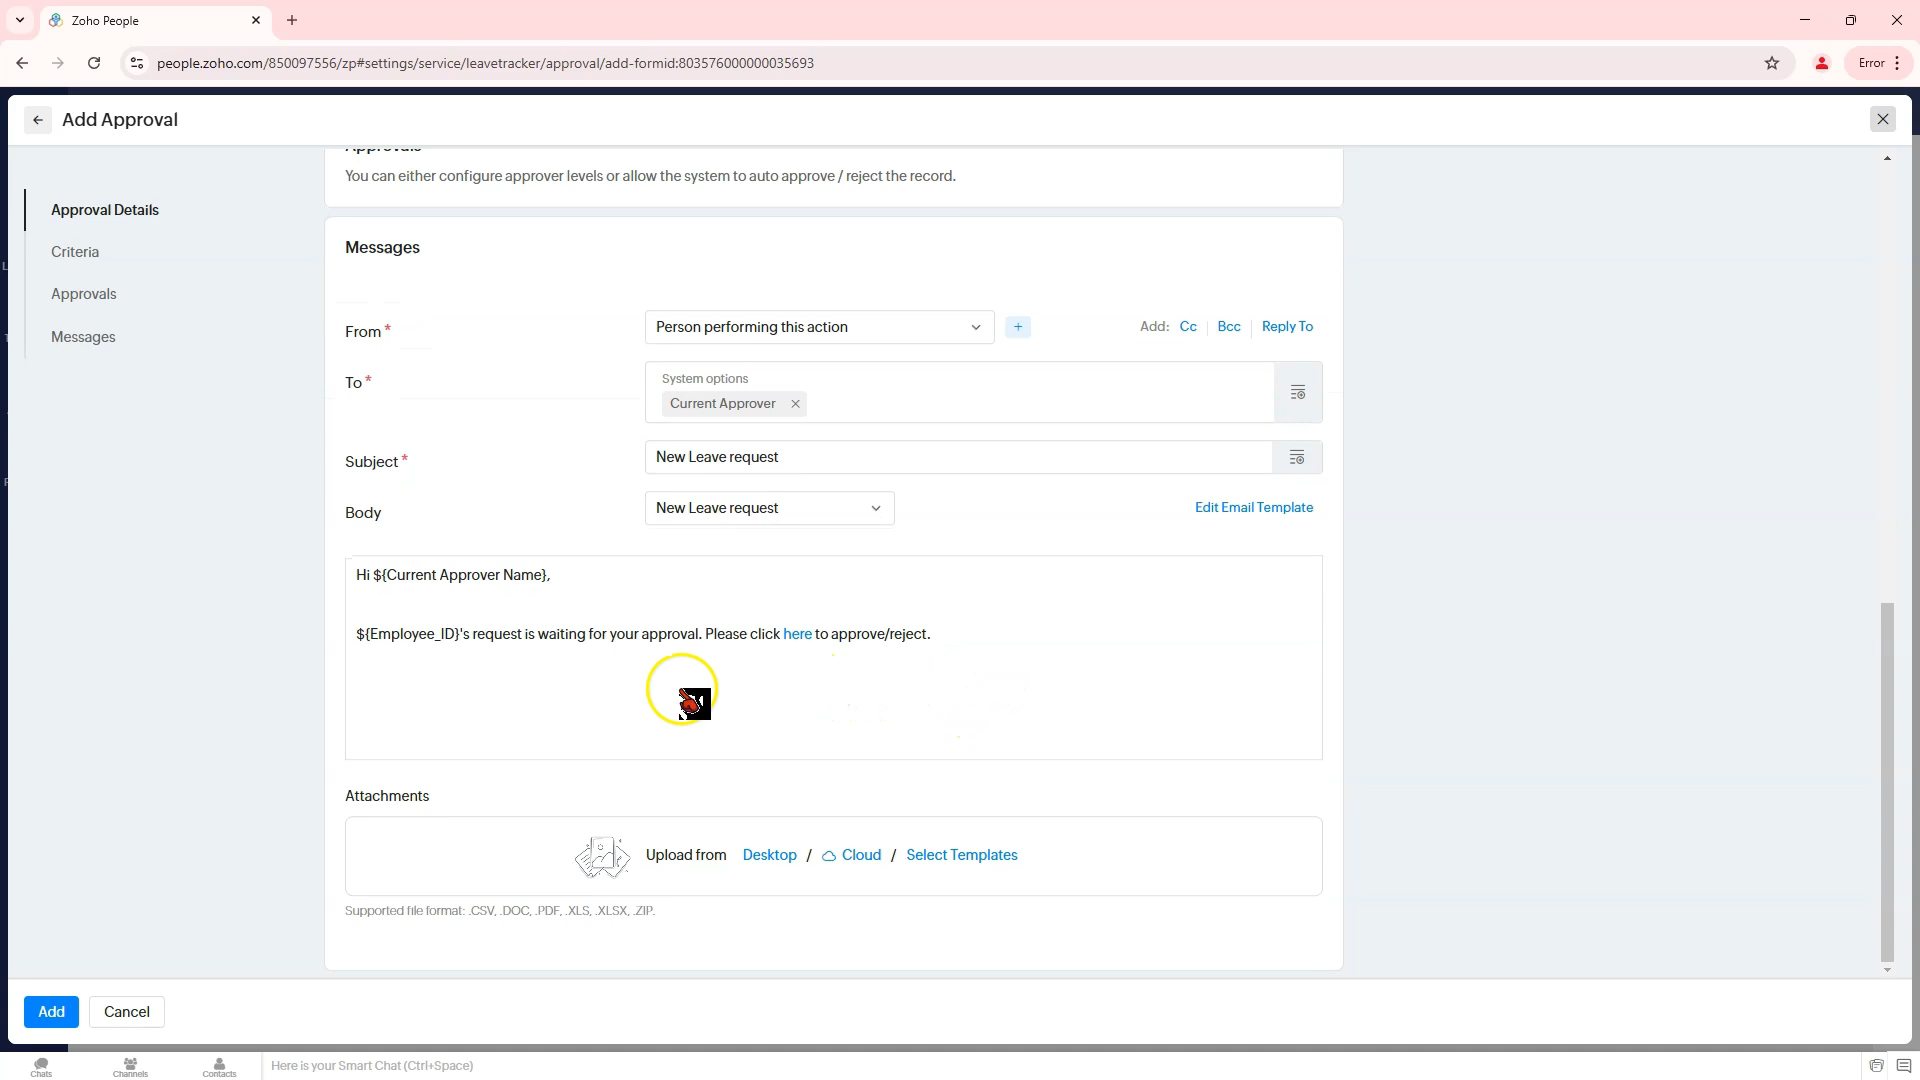 Zoho People
people.zoho.com/850097556/zp#settings/service/leavetracker/approval/add-formid:803576000000035693
Error
Add Approval
Approval Details
Criteria
Approvals
Messages
Approvals
You can either configure approver levels or allow the system to auto approve / reject the record.
Messages
From *
Person performing this action
+
Add: Cc Bcc Reply To
To *
System options
Current Approver
Subject *
New Leave request
Body
New Leave request
Edit Email Template
Hi ${Current Approver Name},
${Employee_ID}'s request is waiting for your approval. Please click here to approve/reject.
Attachments
Upload from Desktop / Cloud / Select Templates
Supported file format: .CSV, .DOC, .PDF, .XLS, .XLSX, .ZIP.
Add
Cancel
Chats
Channels
Contacts
Here is your Smart Chat (Ctrl+Space)